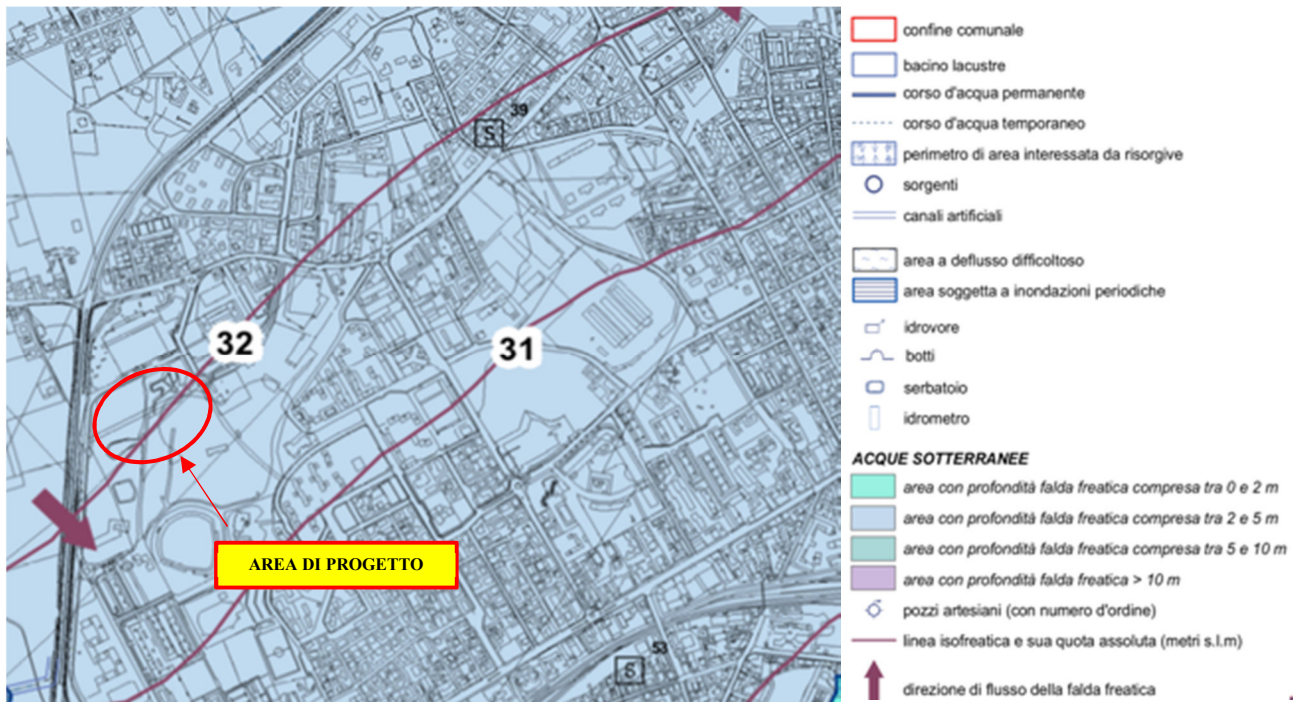 39
S
32
31
AREA DI PROGETTO
53
S
confine comunale
bacino lacustre
corso d'acqua permanente
corso d'acqua temporaneo
perimetro di area interessata da risorgive
sorgenti
canali artificiali
area a deflusso difficoltoso
area soggetta a inondazioni periodiche
idrovore
botti
serbatoio
idrometro
ACQUE SOTTERRANEE
area con profondità falda freatica compresa tra 0 e 2 m
area con profondità falda freatica compresa tra 2 e 5 m
area con profondità falda freatica compresa tra 5 e 10 m
area con profondità falda freatica > 10 m
pozzi artesiani (con numero d'ordine)
linea isofreatica e sua quota assoluta (metri s.l.m)
direzione di flusso della falda freatica